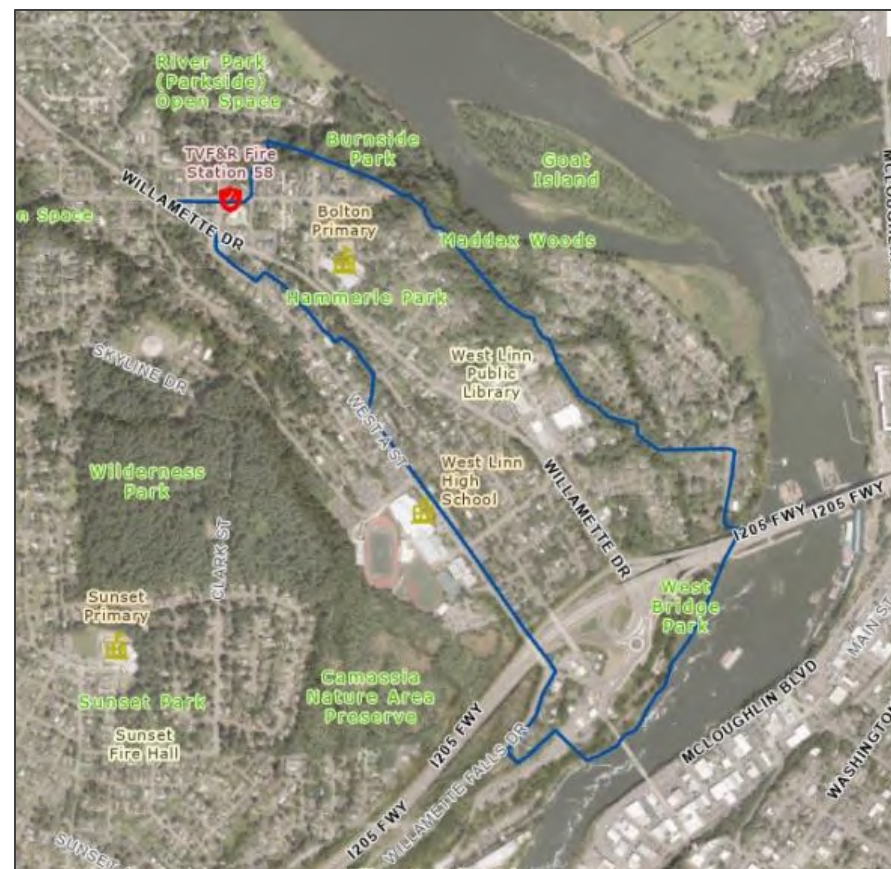 River Park
(Parkside)
Open Space
Burnside
Park
TVF&R Fire
Station 58
Goat
Island
WILLAMETTE DR
n Space
Bolton
Primary
Maddax Woods
Hammerle Park
SKYLINE DR
West Linn
Public
Library
WEST A ST
Wilderness
Park
West Linn
High
School
WILLAMETTE DR
I205 FWY
I205 FWY
CLARK ST
West
Bridge
Park
Sunset
Primary
Camassia
Nature Area
Preserve
Sunset Park
Sunset
Fire Hall
I205 FWY
WILLAMETTE FALLS DR
I205 FWY
MCLOUGHLIN BLVD
MAIN ST
WASHINGTON
SUNSET